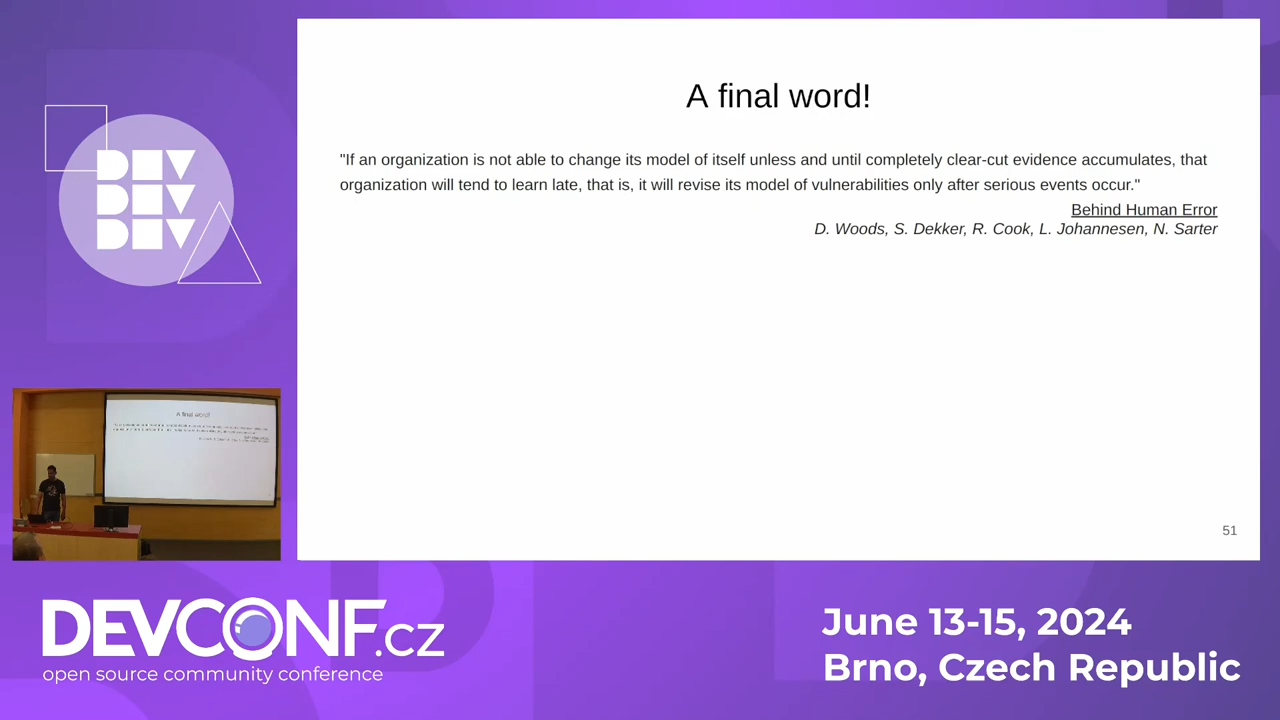 A final word!
"If an organization is not able to change its model of itself unless and until completely clear-cut evidence accumulates, that
organization will tend to learn late, that is, it will revise its model of vulnerabilities only after serious events occur."
Behind Human Error
D. Woods, S. Dekker, R. Cook, L. Johannesen, N. Sarter
51
DEV
DEV
DEV
A final word!
DEVCONF.cz
open source community conference
June 13-15, 2024
Brno, Czech Republic